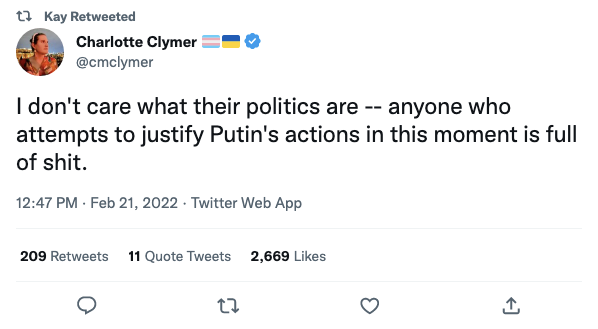 Kay Retweeted
Charlotte Clymer
@cmclymer
I don't care what their politics are -- anyone who
attempts to justify Putin's actions in this moment is full
of shit.
12:47 PM · Feb 21, 2022 · Twitter Web App
209 Retweets 11 Quote Tweets 2,669 Likes